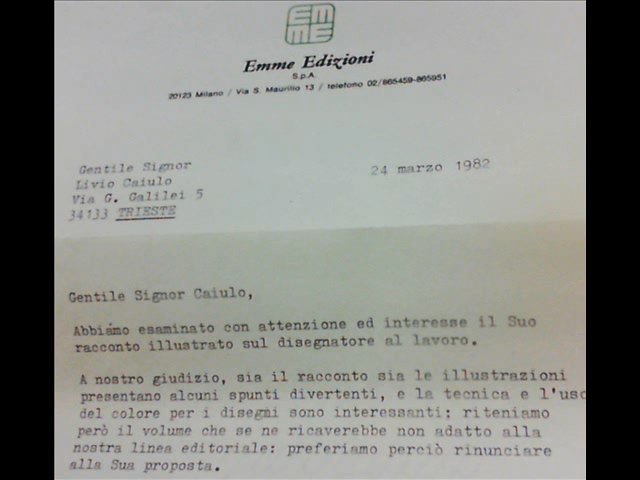 EMME
Emme Edizioni
S.p.A.
20123 Milano / Via S. Maurilio 13 / telefono 02/865459-865951
Gentile Signor
Livio Caiulo
Via G. Galilei 5
34133 TRIESTE
24 marzo 1982
Gentile Signor Caiulo,
Abbiamo esaminato con attenzione ed interesse il Suo
racconto illustrato sul disegnatore al lavoro.
A nostro giudizio, sia il racconto sia le illustrazioni
presentano alcuni spunti divertenti, e la tecnica e l'uso
del colore per i disegni sono interessanti; riteniamo
però il volume che se ne ricaverebbe non adatto alla
nostra linea editoriale: preferiamo perciò rinunciare
alla Sua proposta.